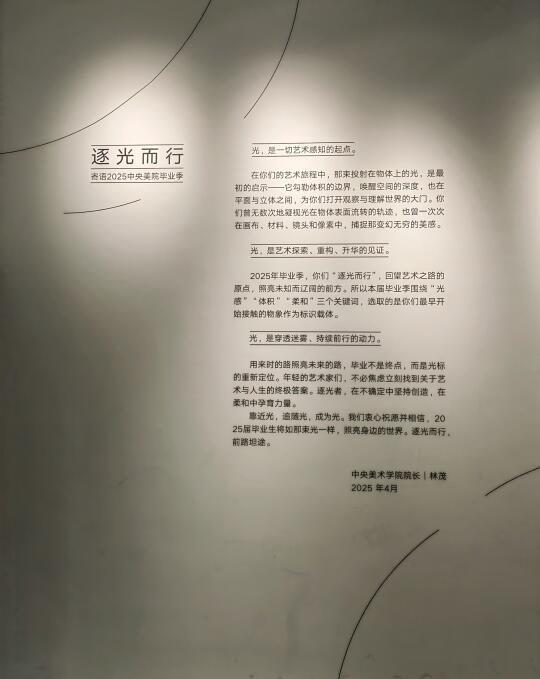 逐光而行
寄语2025中央美院毕业季
光，是一切艺术感知的起点。
在你们的艺术旅程中，那束投射在物体上的光，是最
初的启示——它勾勒体积的边界，唤醒空间的深度，也在
平面与立体之间，为你们打开观察与理解世界的大门。你
们曾无数次地凝视光在物体表面流转的轨迹，也曾一次次
在画布、材料、镜头和像素中，捕捉那变幻无穷的美感。
光，是艺术探索、重构、升华的见证。
2025年毕业季，你们“逐光而行”，回望艺术之路的
原点，照亮未知而辽阔的前方。所以本届毕业季围绕“光
感”“体积”“柔和”三个关键词，选取的是你们最早开
始接触的物象作为标识载体。
光，是穿透迷雾、持续前行的动力。
用来时的路照亮未来的路，毕业不是终点，而是光标
的重新定位。年轻的艺术家们，不必焦虑立刻找到关于艺
术与人生的终极答案。逐光者，在不确定中坚持创造，在
柔和中孕育力量。
靠近光，追随光，成为光。我们衷心祝愿并相信，20
25届毕业生将如那束光一样，照亮身边的世界。逐光而行，
前路坦途。
中央美术学院院长｜林茂
2025 年4月